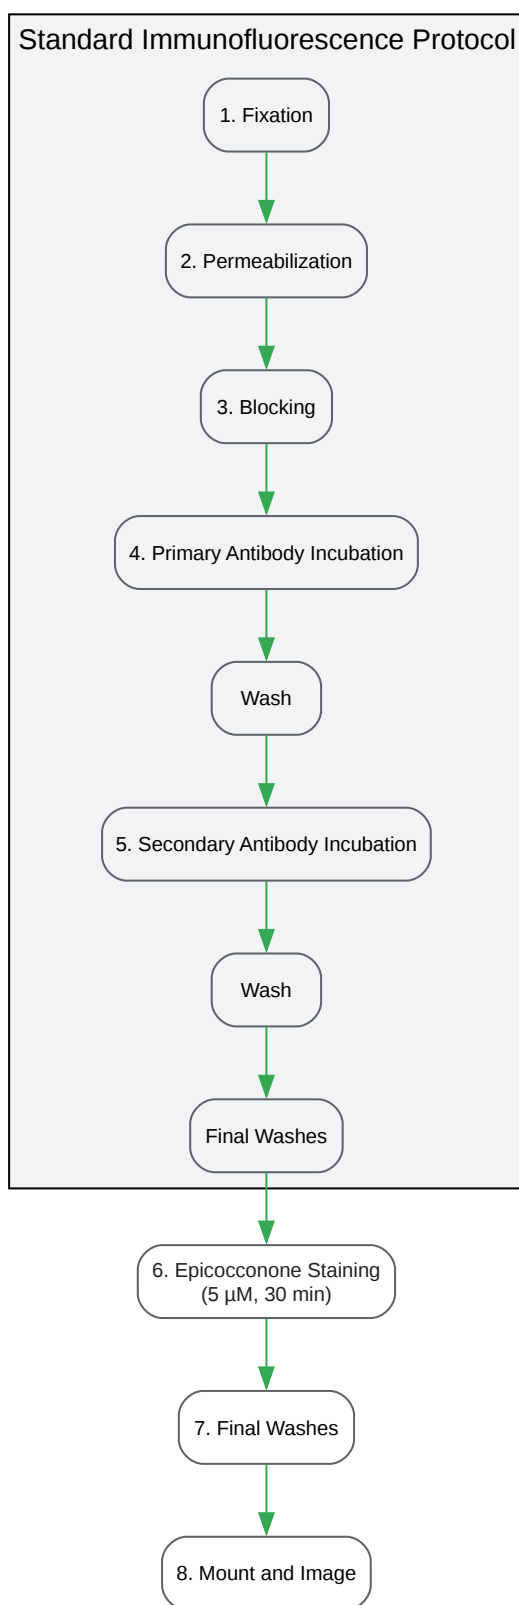 Standard Immunofluorescence Protocol
1. Fixation
2. Permeabilization
3. Blocking
4. Primary Antibody Incubation
Wash
5. Secondary Antibody Incubation
Wash
Final Washes
6. Epicocconone Staining
(5 µM, 30 min)
7. Final Washes
8. Mount and Image